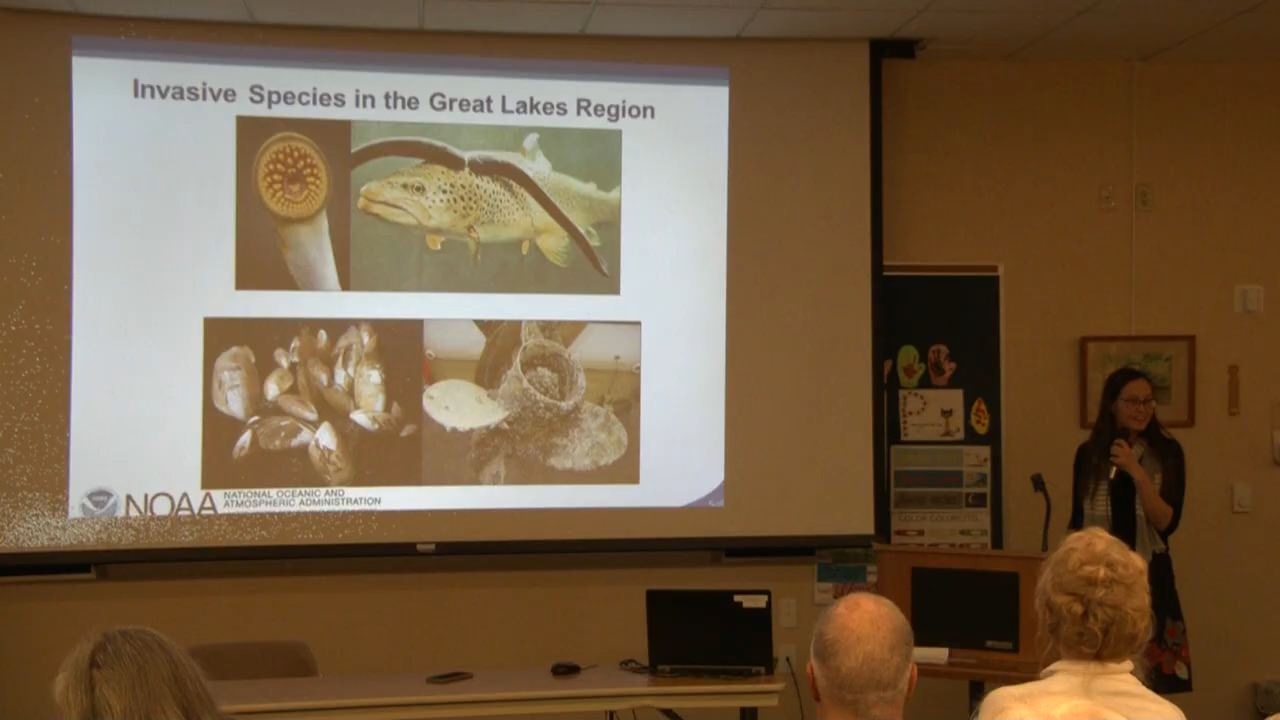 Invasive Species in the Great Lakes Region
NOAA
NATIONAL OCEANIC AND
ATMOSPHERIC ADMINISTRATION
P